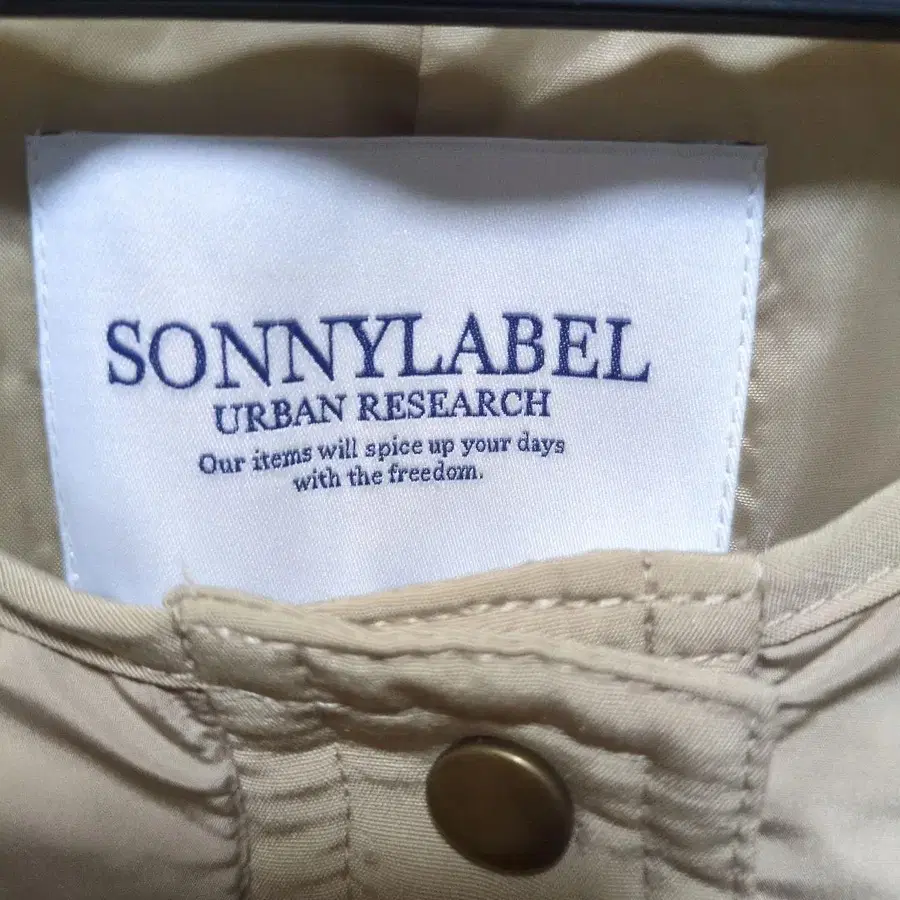 SONNYLABEL
URBAN RESEARCH
Our items will spice up your days
with the freedom.